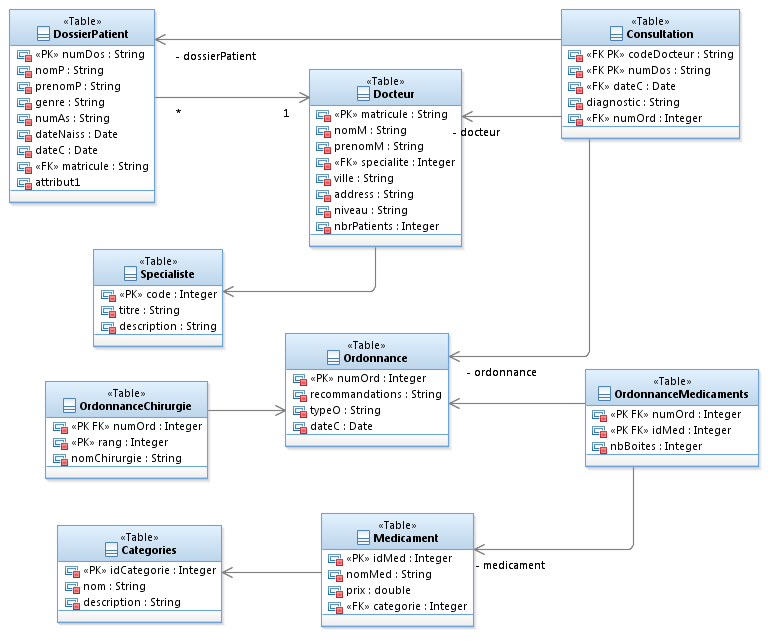 «Table»
DossierPatient
«PK» numDos : String
nomP : String
prenomP : String
genre : String
numAs : String
dateNaiss : Date
dateC : Date
«FK» matricule : String
attribut1
«Table»
Consultation
«FK PK» codeDocteur : String
«FK PK» numDos : String
«FK PK» dateC : Date
diagnostic : String
«FK» numOrd : Integer
- dossierPatient
*
1
- docteur
«Table»
Docteur
«PK» matricule : String
nomM : String
prenomM : String
«FK» specialite : Integer
ville : String
address : String
niveau : String
nbrPatients : Integer
«Table»
Specialiste
«PK» code : Integer
titre : String
description : String
«Table»
Ordonnance
«PK» numOrd : Integer
recommandations : String
typeO : String
dateC : Date
- ordonnance
«Table»
OrdonnanceChirurgie
«PK FK» numOrd : Integer
«PK» rang : Integer
nomChirurgie : String
«Table»
OrdonnanceMedicaments
«PK FK» numOrd : Integer
«PK FK» idMed : Integer
nbBoites : Integer
«Table»
Categories
«PK» idCategorie : Integer
nom : String
description : String
«Table»
Medicament
«PK» idMed : Integer
nomMed : String
prix : double
«FK» categorie : Integer
- medicament